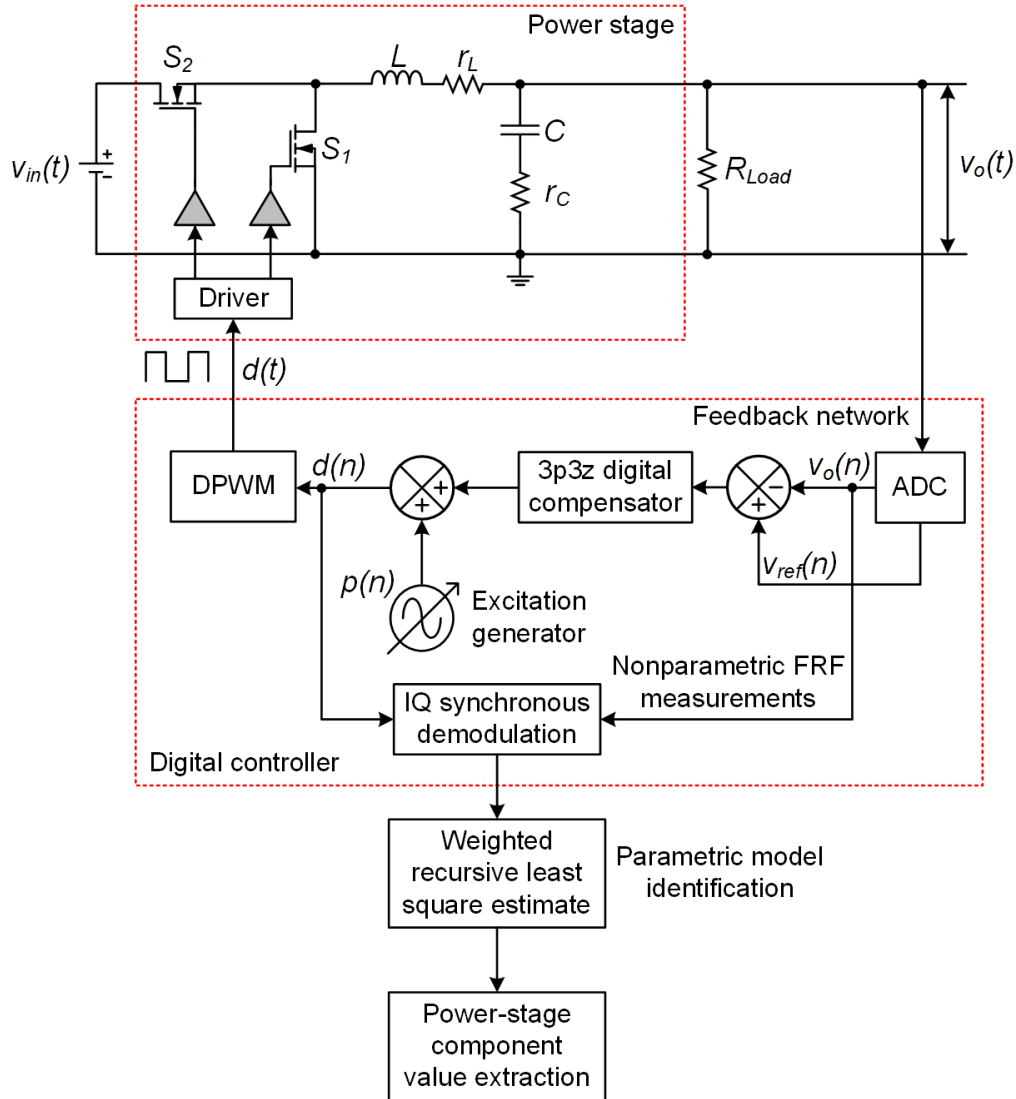 Power stage
S2
L
rL
S1
C
vin(t)
+
-
rC
RLoad
vo(t)
Driver
d(t)
Feedback network
DPWM
d(n)
+
+
3p3z digital
compensator
-
+
vo(n)
ADC
vref(n)
p(n)
Excitation
generator
Nonparametric FRF
measurements
IQ synchronous
demodulation
Digital controller
Weighted
recursive least
square estimate
Parametric model
identification
Power-stage
component
value extraction